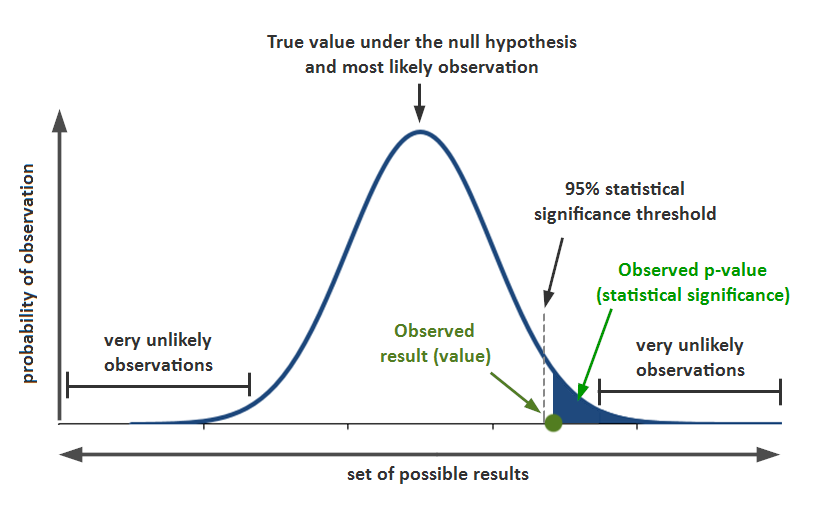 True value under the null hypothesis
and most likely observation
95% statistical
significance threshold
Observed p-value
(statistical significance)
Observed
result (value)
very unlikely
observations
very unlikely
observations
probability of observation
set of possible results